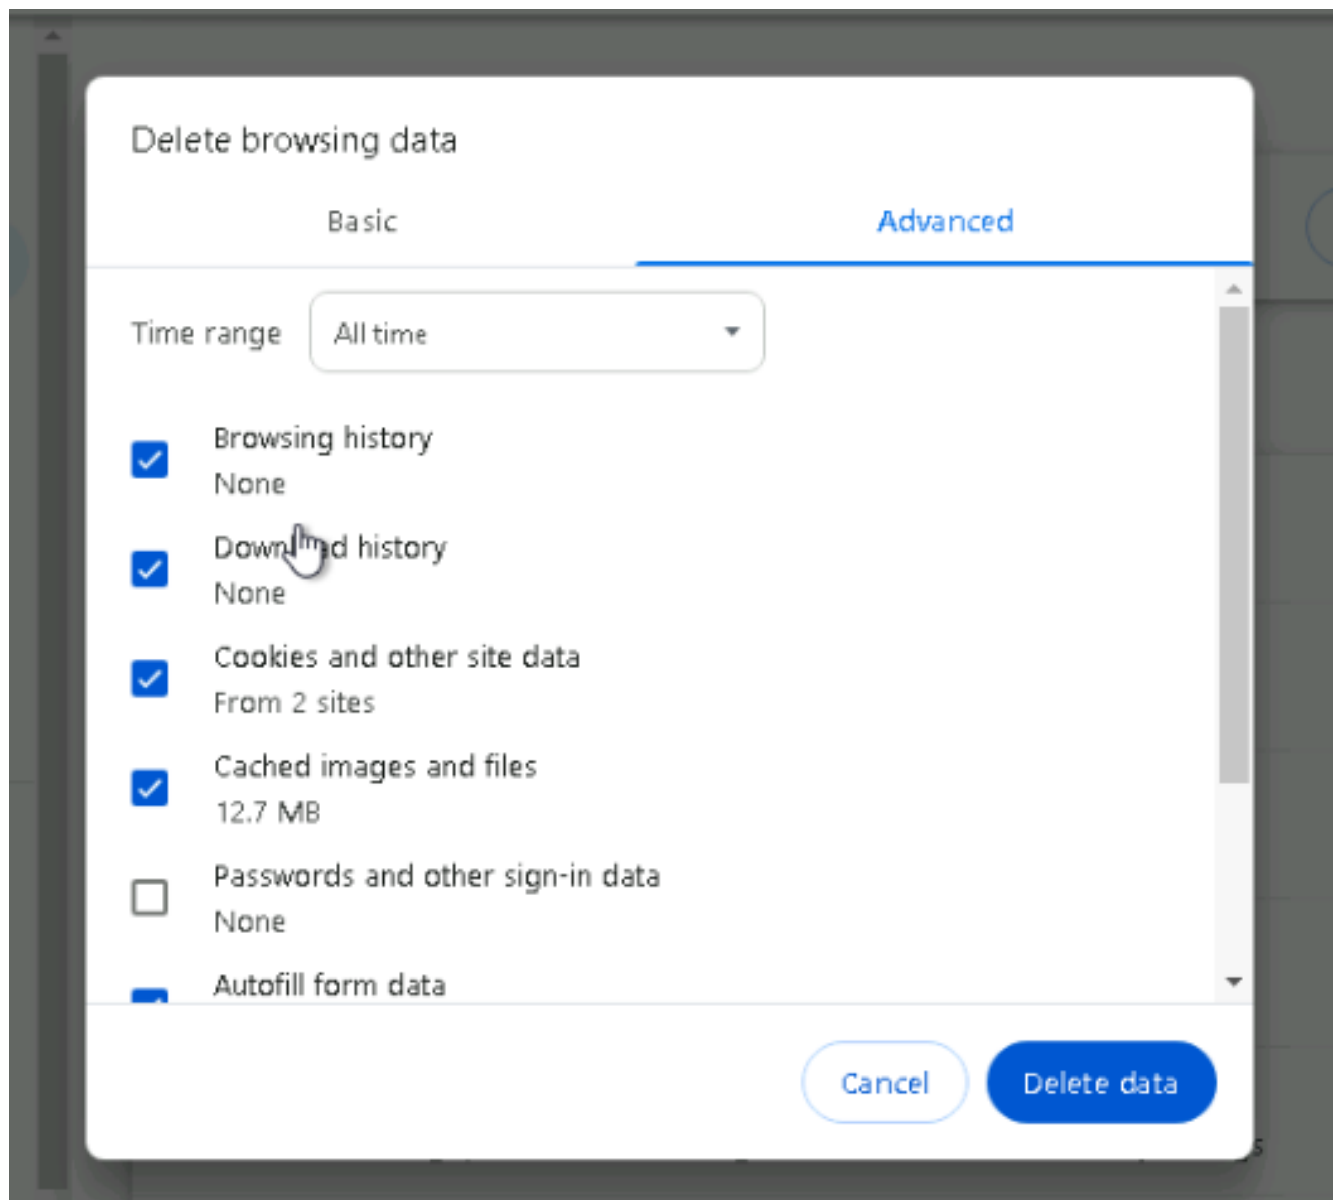 Delete browsing data
Basic
Advanced
Time range
All time
Browsing history
None
Download history
None
Cookies and other site data
From 2 sites
Cached images and files
12.7 MB
Passwords and other sign-in data
None
Autofill form data
Cancel
Delete data